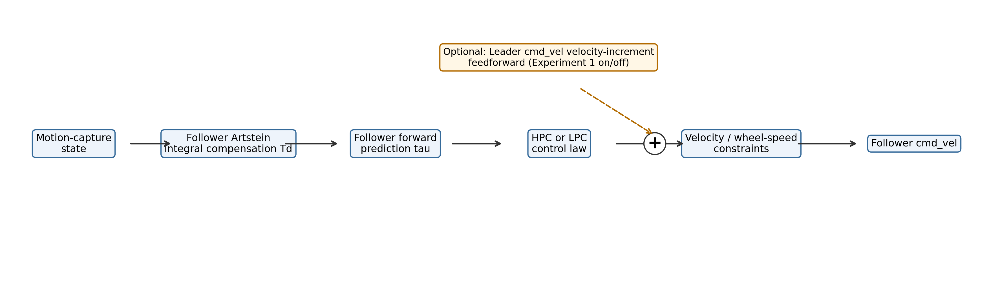 Optional: Leader cmd_vel velocity-increment
feedforward (Experiment 1 on/off)
Motion-capture
state
Follower Artstein
integral compensation Td
Follower forward
prediction tau
HPC or LPC
control law
+
Velocity / wheel-speed
constraints
Follower cmd_vel